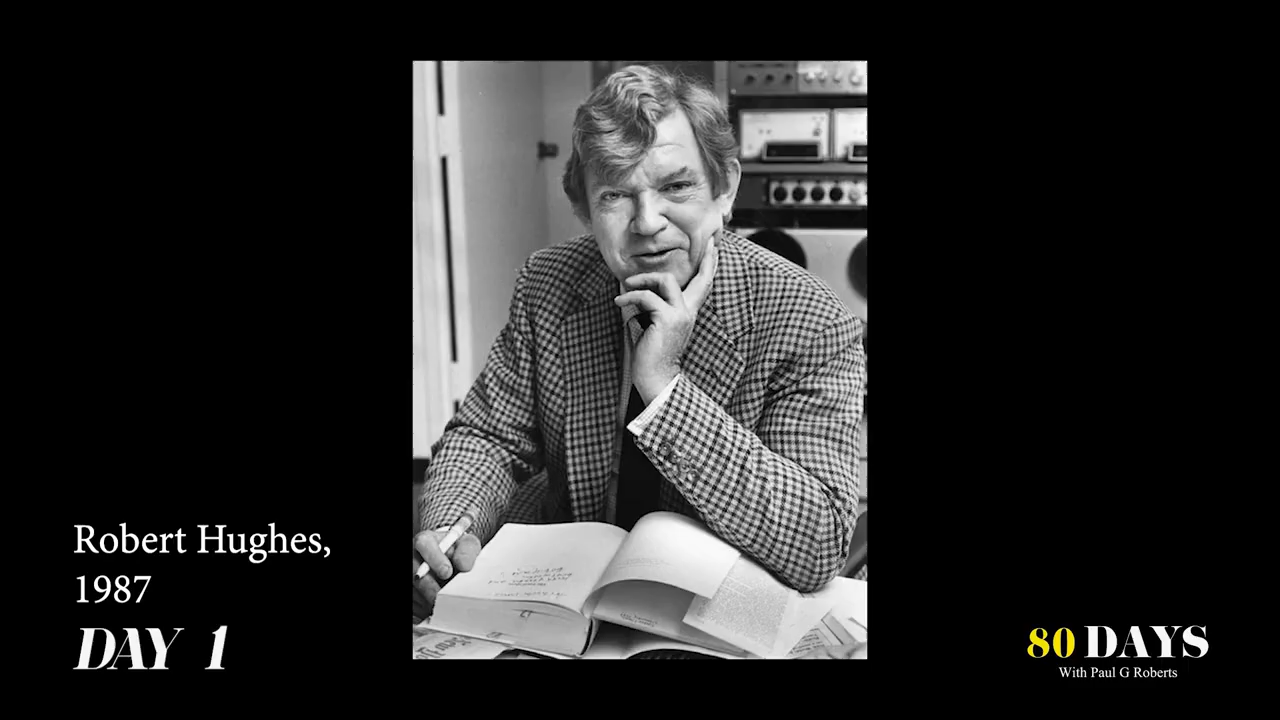 Robert Hughes,
1987
DAY 1
80 DAYS
With Paul G Roberts